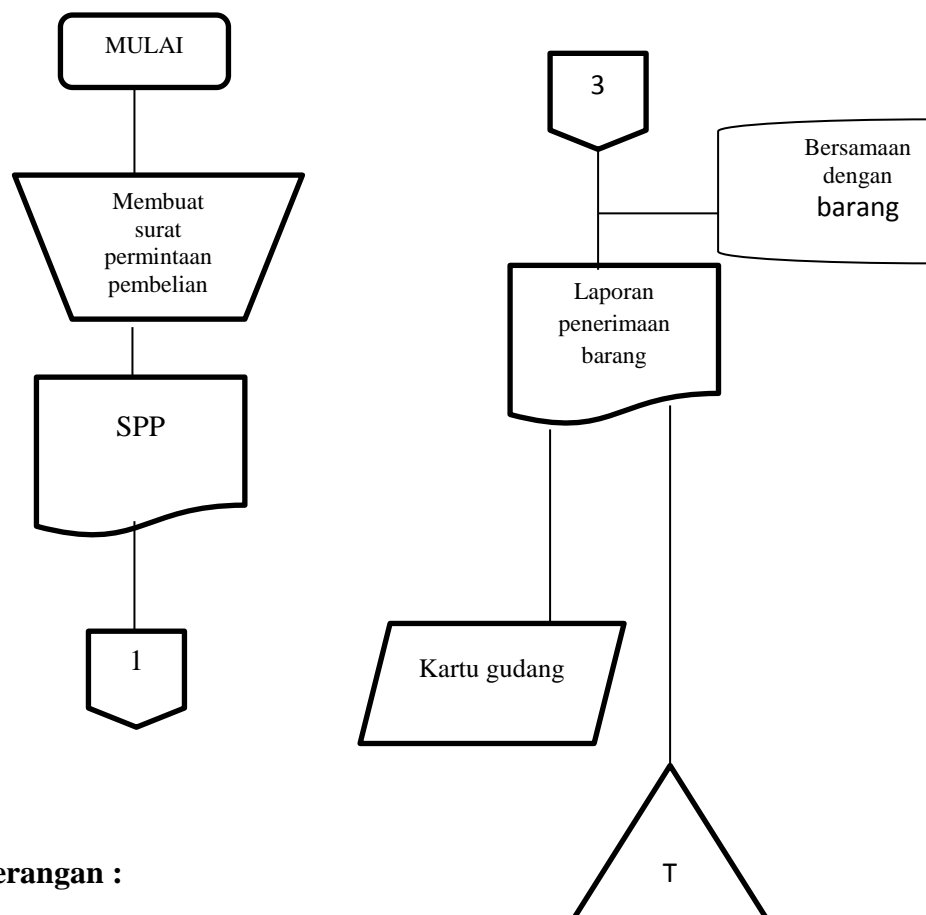 MULAI
Membuat
surat
permintaan
pembelian
SPP
1
3
Bersamaan
dengan
barang
Laporan
penerimaan
barang
Kartu gudang
T
erangan :